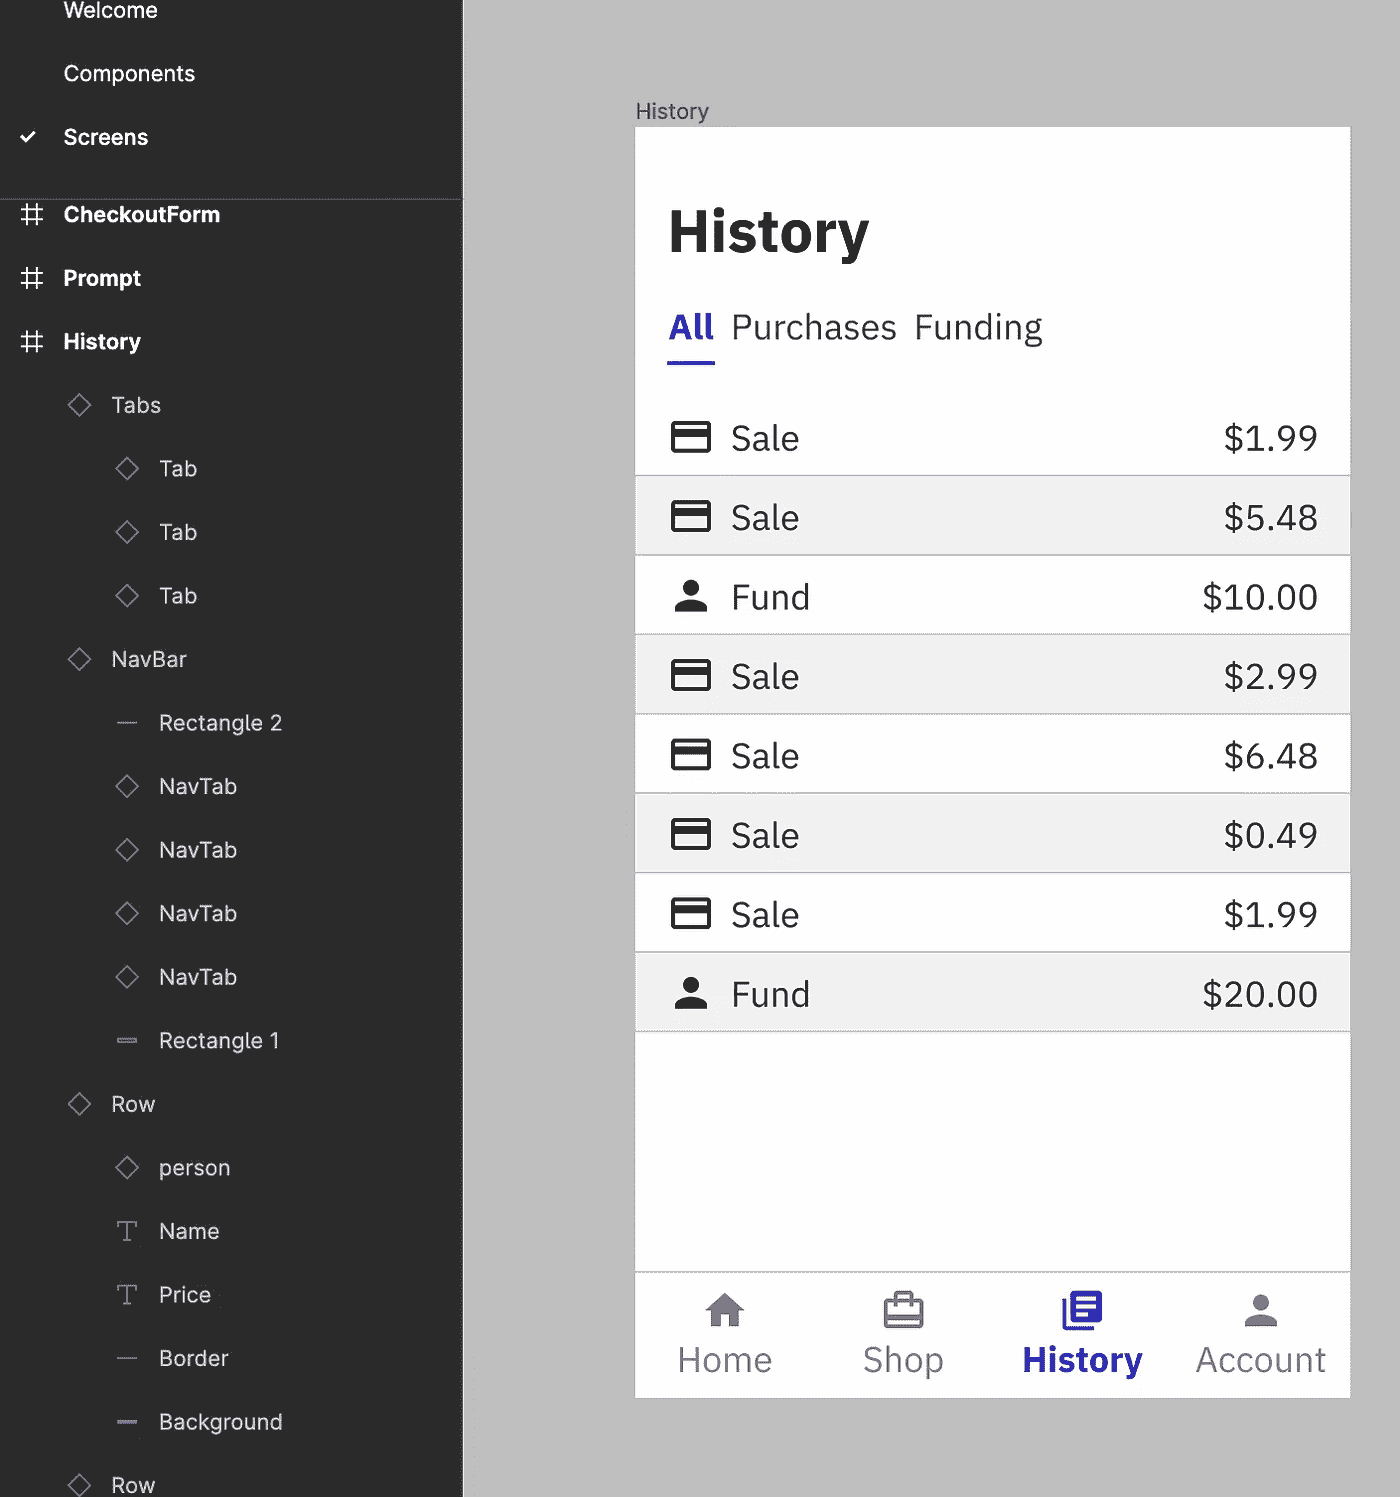 Welcome
Components
Screens
CheckoutForm
Prompt
History
Tabs
Tab
Tab
Tab
NavBar
Rectangle 2
NavTab
NavTab
NavTab
NavTab
Rectangle 1
Row
person
Name
Price
Border
Background
Row
History
History
All Purchases Funding
Sale $1.99
Sale $5.48
Fund $10.00
Sale $2.99
Sale $6.48
Sale $0.49
Sale $1.99
Fund $20.00
Home Shop History Account